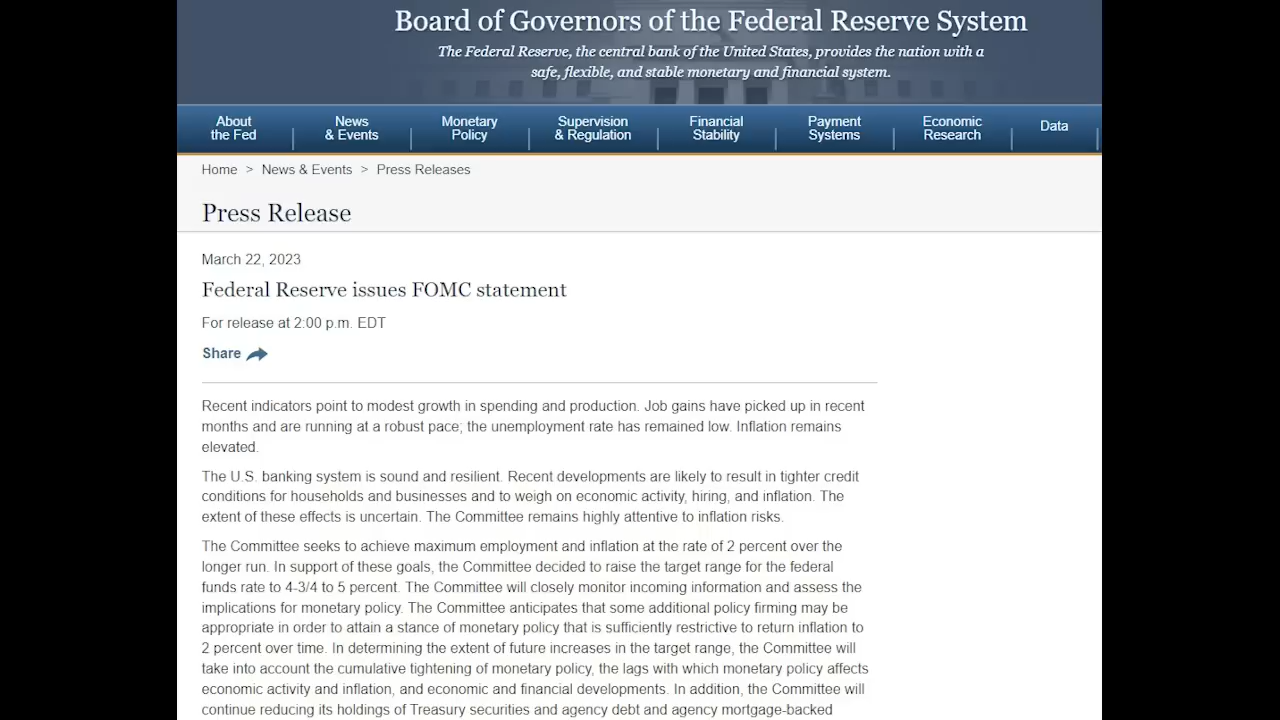 Board of Governors of the Federal Reserve System
The Federal Reserve, the central bank of the United States, provides the nation with a
safe, flexible, and stable monetary and financial system.
About
the Fed
News
& Events
Monetary
Policy
Supervision
& Regulation
Financial
Stability
Payment
Systems
Economic
Research
Data
Home > News & Events > Press Releases
Press Release
March 22, 2023
Federal Reserve issues FOMC statement
For release at 2:00 p.m. EDT
Share
Recent indicators point to modest growth in spending and production. Job gains have picked up in recent
months and are running at a robust pace; the unemployment rate has remained low. Inflation remains
elevated.
The U.S. banking system is sound and resilient. Recent developments are likely to result in tighter credit
conditions for households and businesses and to weigh on economic activity, hiring, and inflation. The
extent of these effects is uncertain. The Committee remains highly attentive to inflation risks.
The Committee seeks to achieve maximum employment and inflation at the rate of 2 percent over the
longer run. In support of these goals, the Committee decided to raise the target range for the federal
funds rate to 4-3/4 to 5 percent. The Committee will closely monitor incoming information and assess the
implications for monetary policy. The Committee anticipates that some additional policy firming may be
appropriate in order to attain a stance of monetary policy that is sufficiently restrictive to return inflation to
2 percent over time. In determining the extent of future increases in the target range, the Committee will
take into account the cumulative tightening of monetary policy, the lags with which monetary policy affects
economic activity and inflation, and economic and financial developments. In addition, the Committee will
continue reducing its holdings of Treasury securities and agency debt and agency mortgage-backed